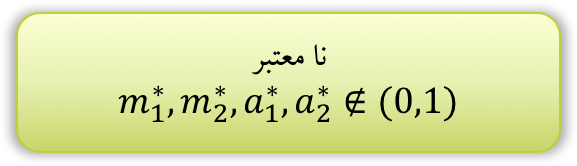 نا معتبر
m₁*, m₂*, a₁*, a₂* ∉ (0,1)